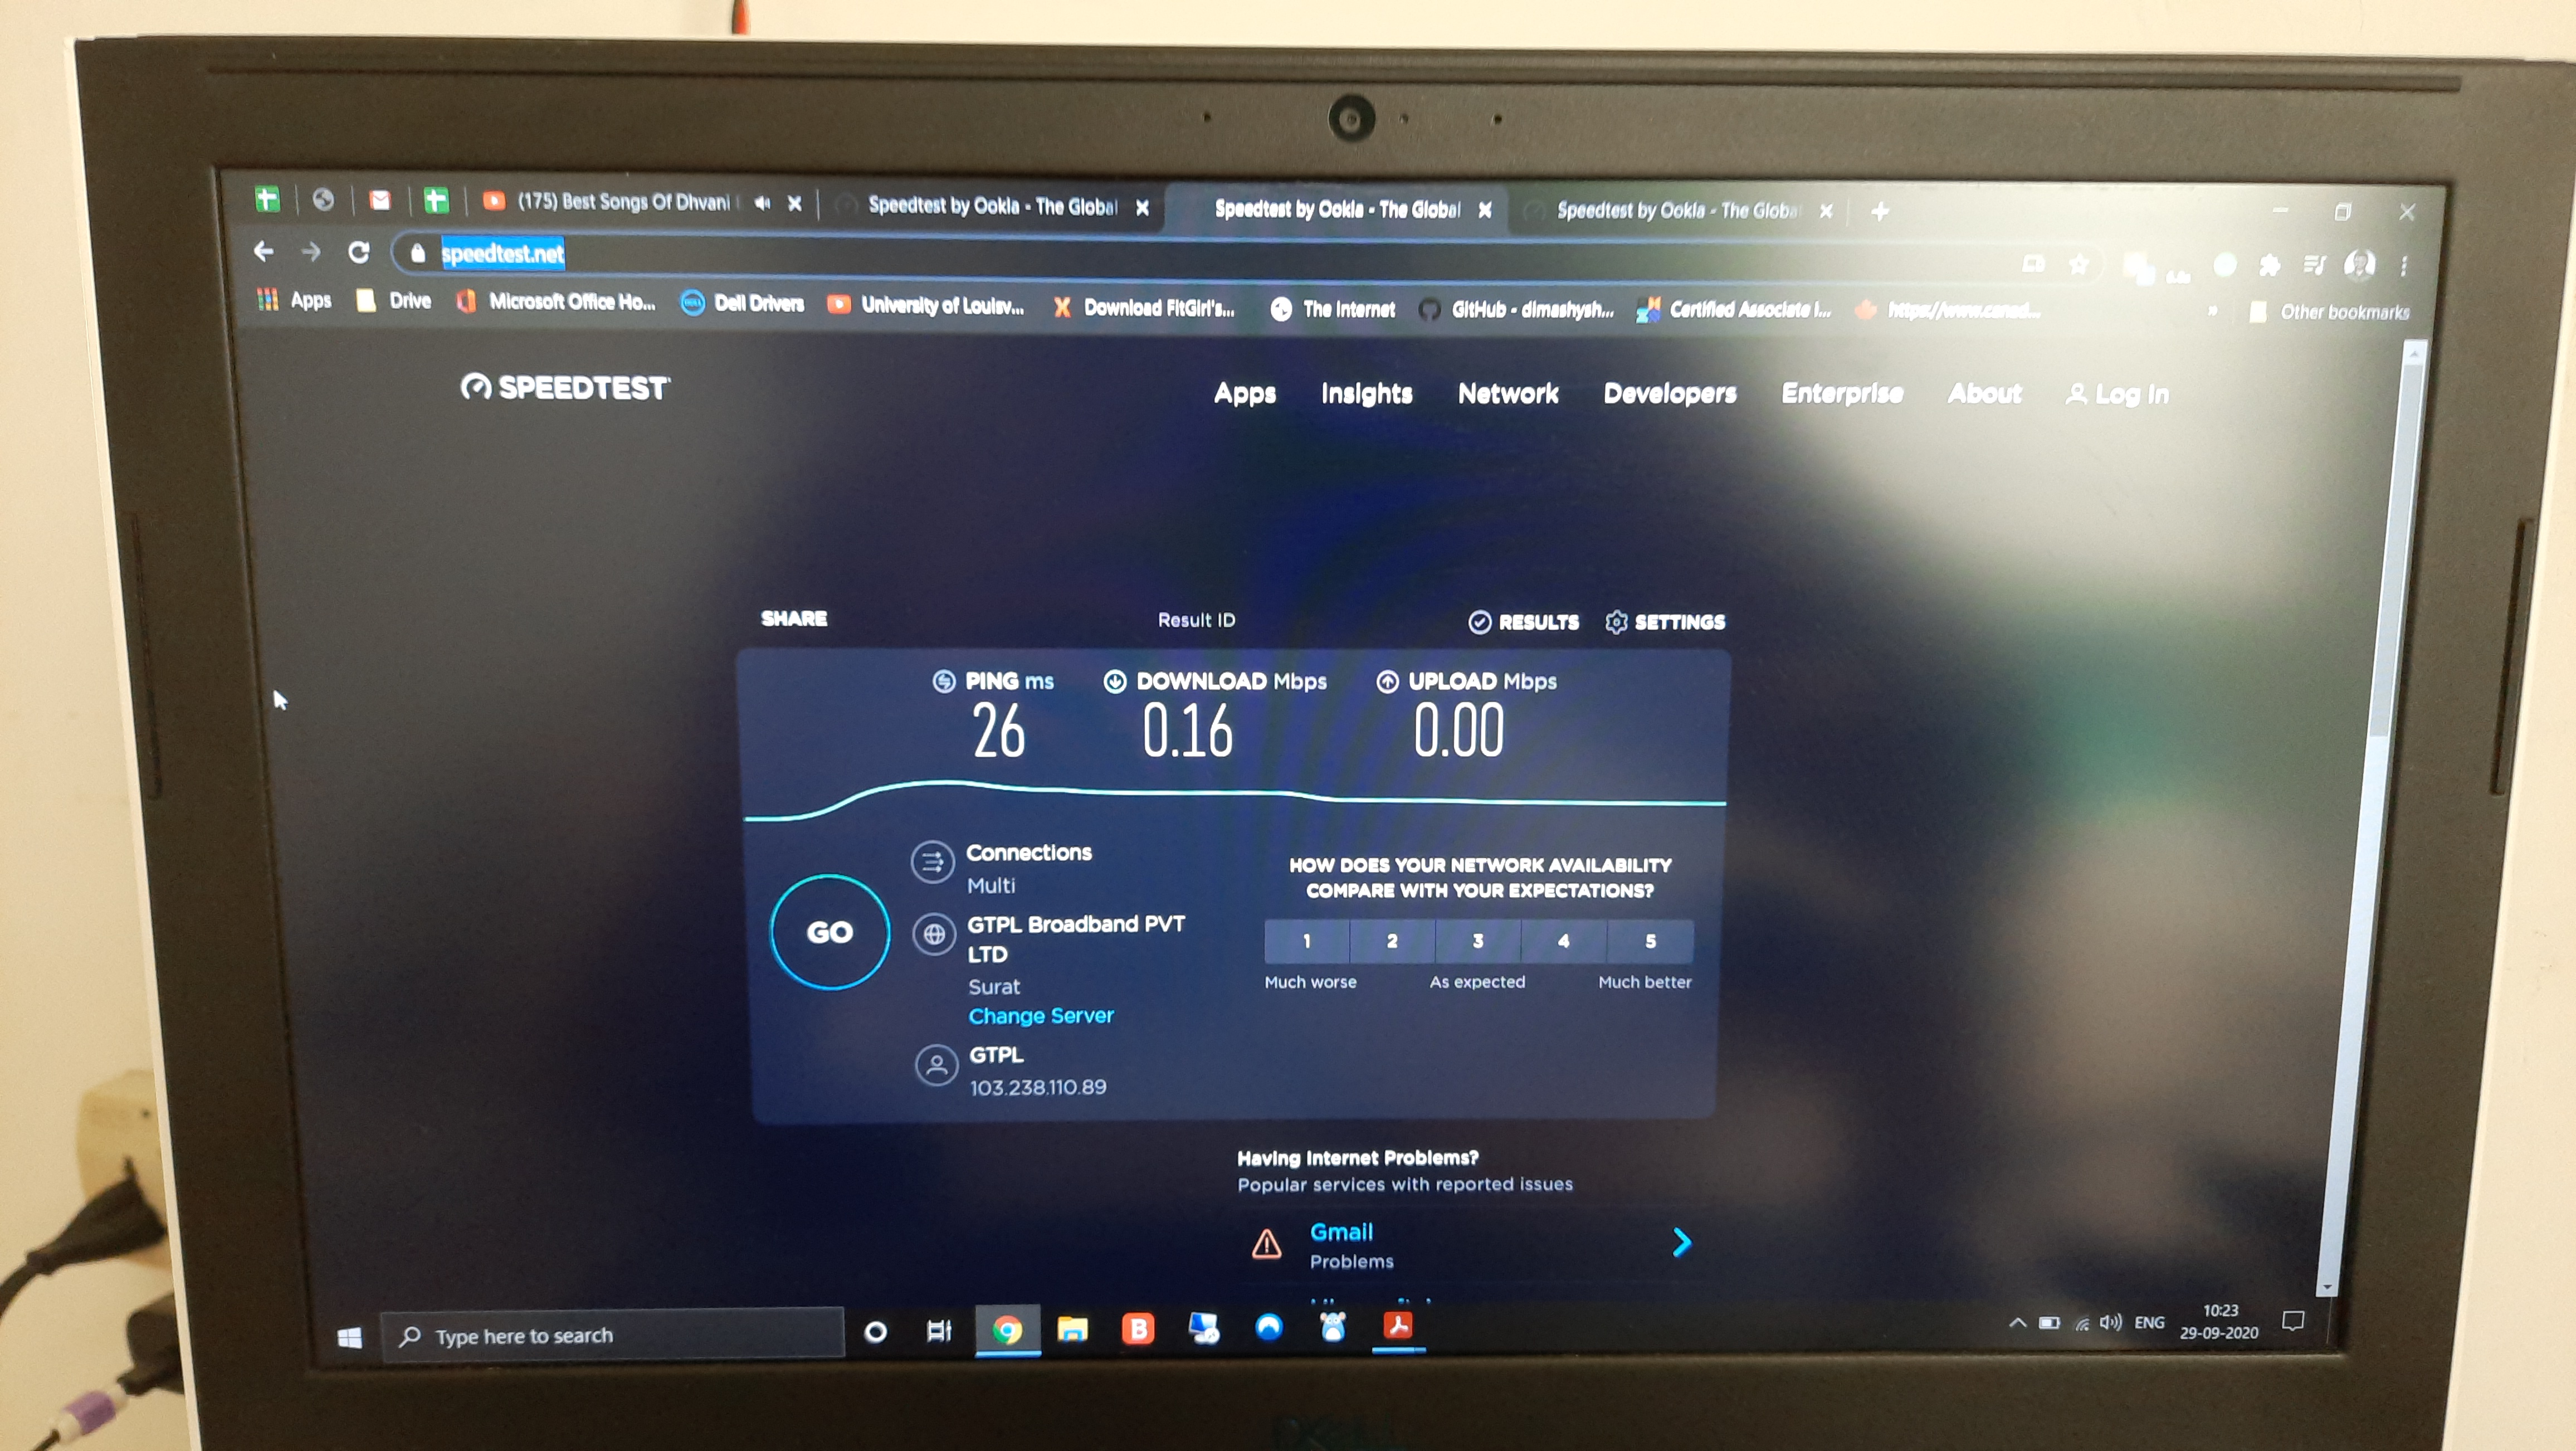 (175) Best Songs Of Dhvani
Speedtest by Ookla - The Global
Speedtest by Ookla - The Global
Speedtest by Ookla - The Globa
speedtest.net
Apps
Drive
Microsoft Office Ho...
Dell Drivers
University of Louisv...
Download FitGirl's...
The Internet
GitHub - dimashysh...
Certified Associate i...
https://www.canad...
»
Other bookmarks
SPEEDTEST
Apps
Insights
Network
Developers
Enterprise
About
Log In
SHARE
Result ID
RESULTS
SETTINGS
PING ms
DOWNLOAD Mbps
UPLOAD Mbps
26
0.16
0.00
GO
Connections
Multi
GTPL Broadband PVT
LTD
Surat
Change Server
GTPL
103.238.110.89
HOW DOES YOUR NETWORK AVAILABILITY
COMPARE WITH YOUR EXPECTATIONS?
1 2 3 4 5
Much worse
As expected
Much better
Having Internet Problems?
Popular services with reported issues
Gmail
Problems
Type here to search
B
ENG
10:23
29-09-2020